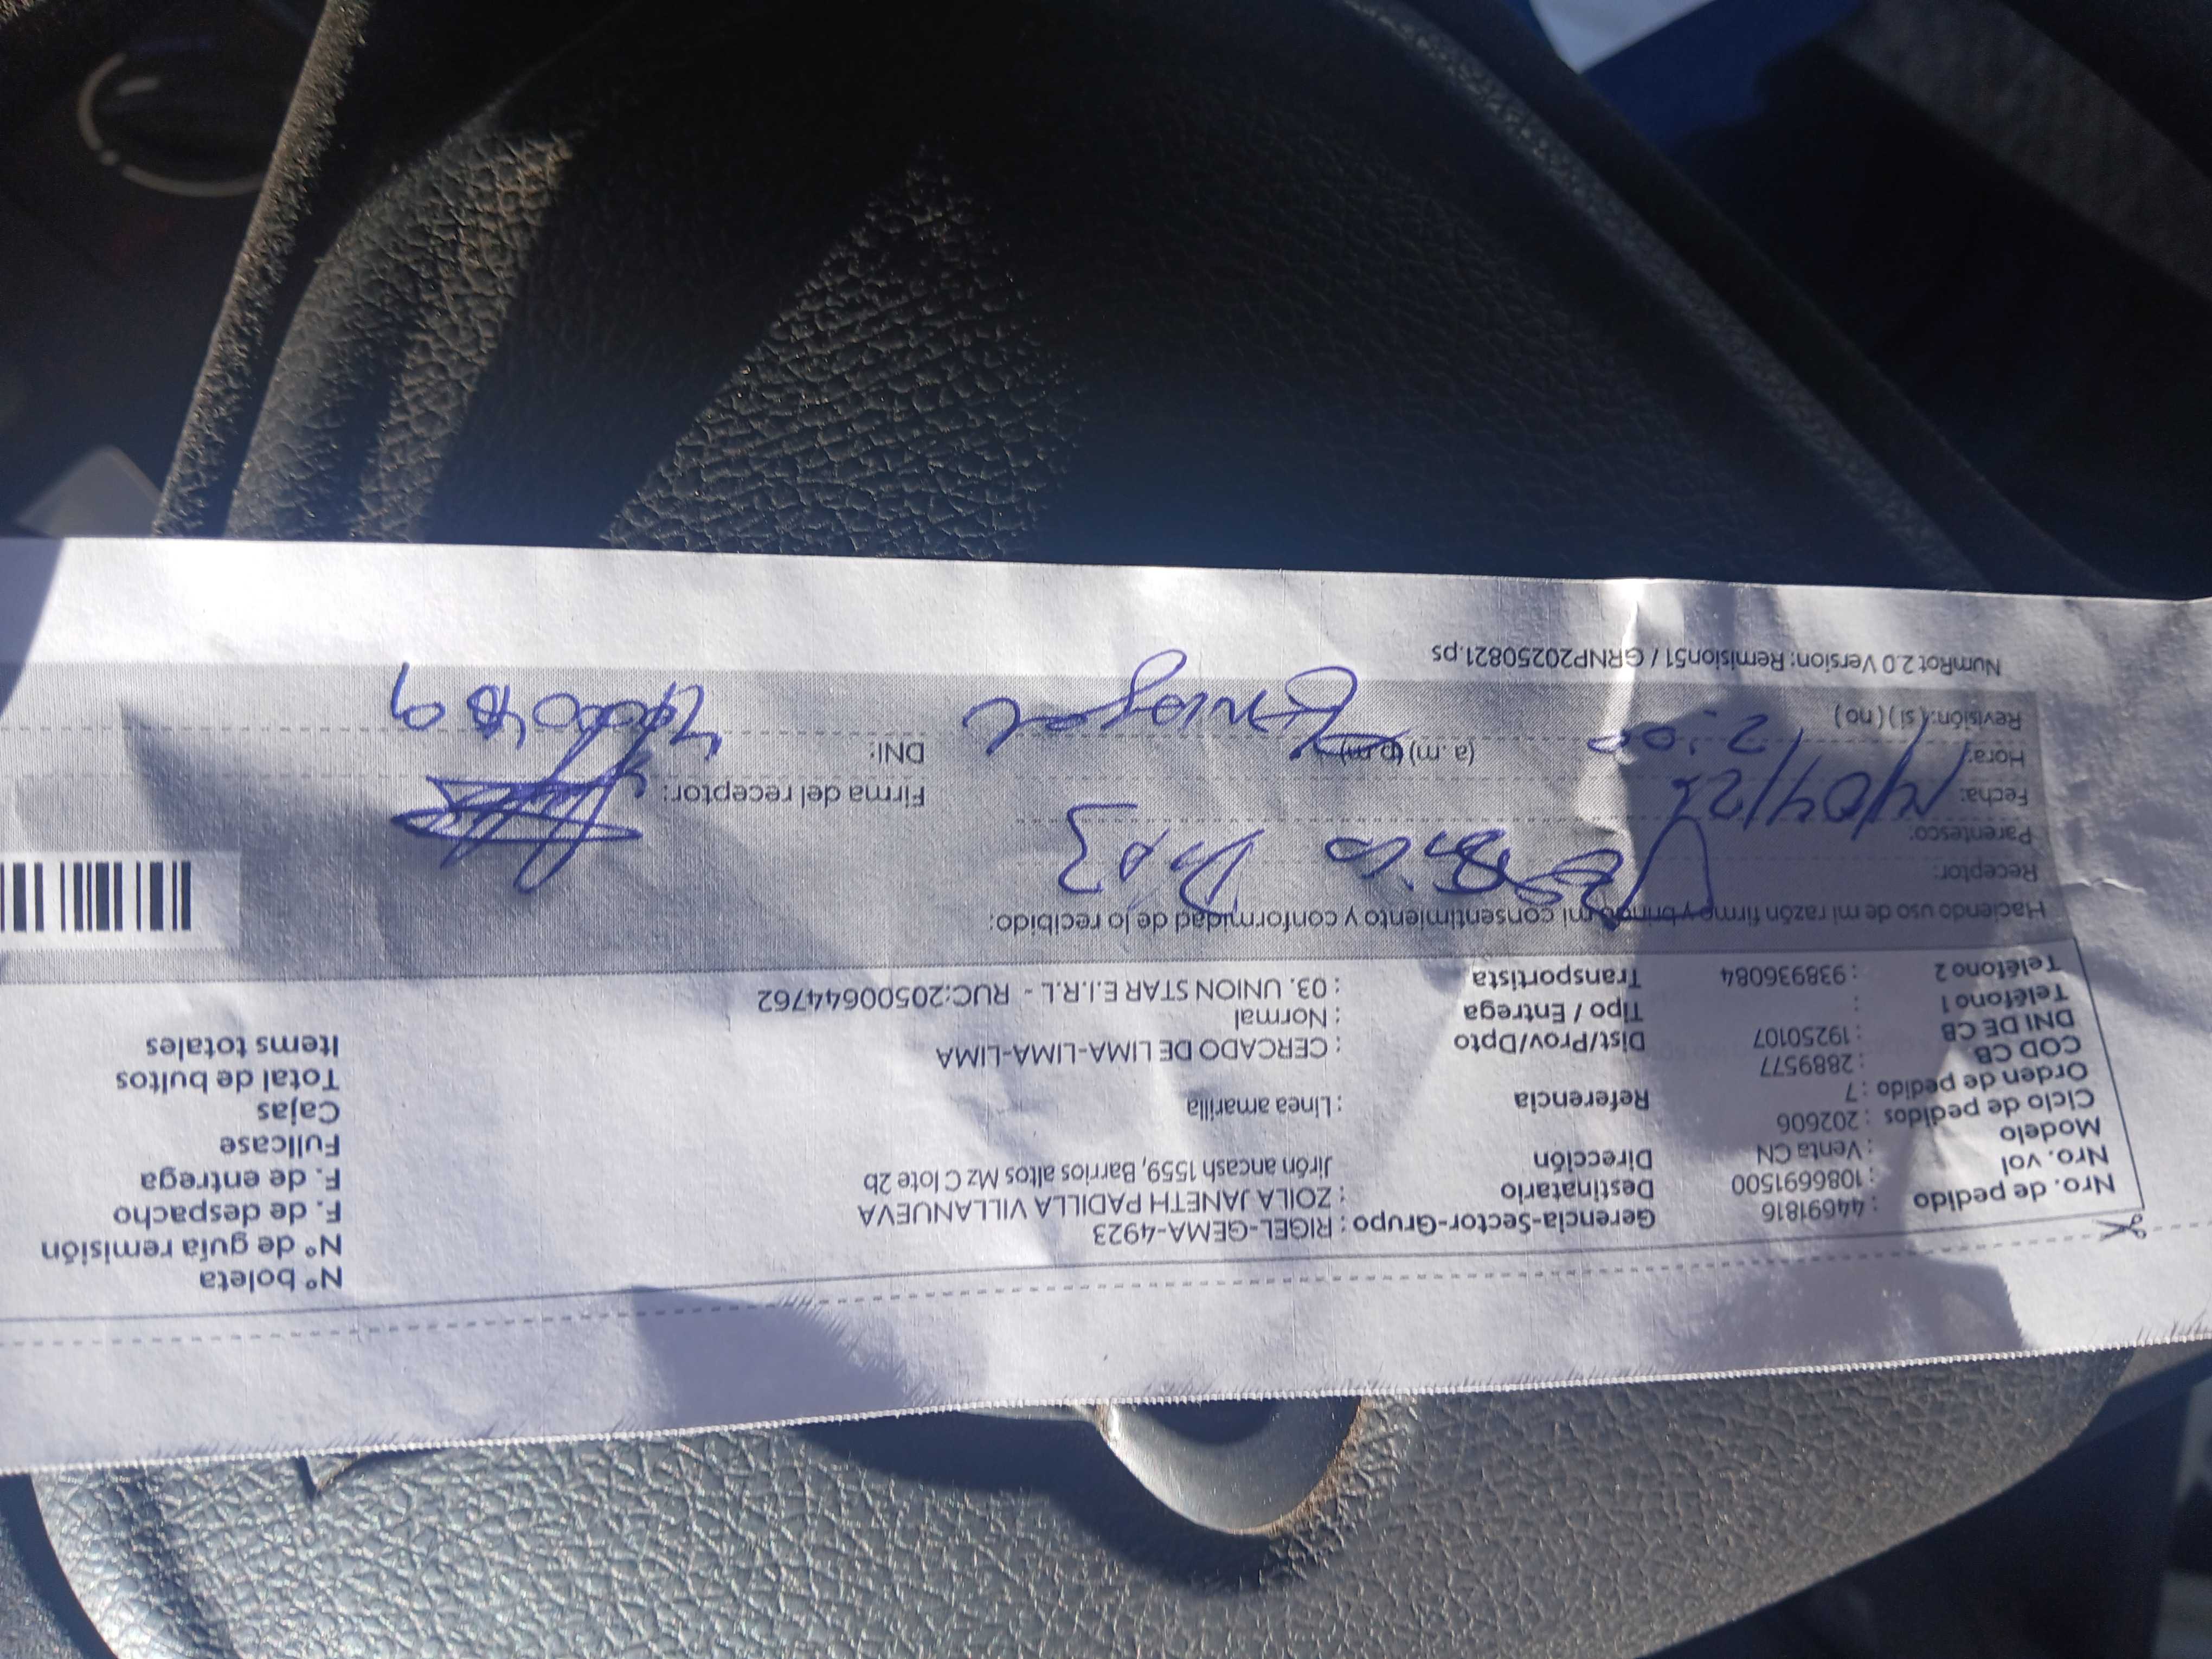 Nº boleta
Nº de guía remisión
F. de despacho
F. de entrega
Fullcase
Cajas
Total de bultos
Items totales
Nro. de pedido : 44691816
Nro. vol : 1086691500
Modelo : Venta CN
Ciclo de pedidos : 202606
Orden de pedido : 7
COD CB : 2889577
DNI DE CB : 19250107
Teléfono 1 :
Teléfono 2 : 938936084
Gerencia-Sector-Grupo : RIGEL-GEMA-4923
Destinatario : ZOILA JANETH PADILLA VILLANUEVA
Dirección Jirón ancash 1559, Barrios altos Mz C lote 2b
Referencia : Linea amarilla
Dist/Prov/Dpto : CERCADO DE LIMA-LIMA-LIMA
Tipo / Entrega : Normal
Transportista : 03. UNION STAR E.I.R.L - RUC:20500644762
Haciendo uso de mi razón firmo y brindo mi consentimiento y conformidad de lo recibido:
Receptor:
Parentesco:
Fecha:
Hora: 2:00 (a. m) (p. m)
Revisión: ( si ) ( no )
Firma del receptor:
DNI:
NumRot 2.0 Version: Remision51 / GRNP20250821.ps